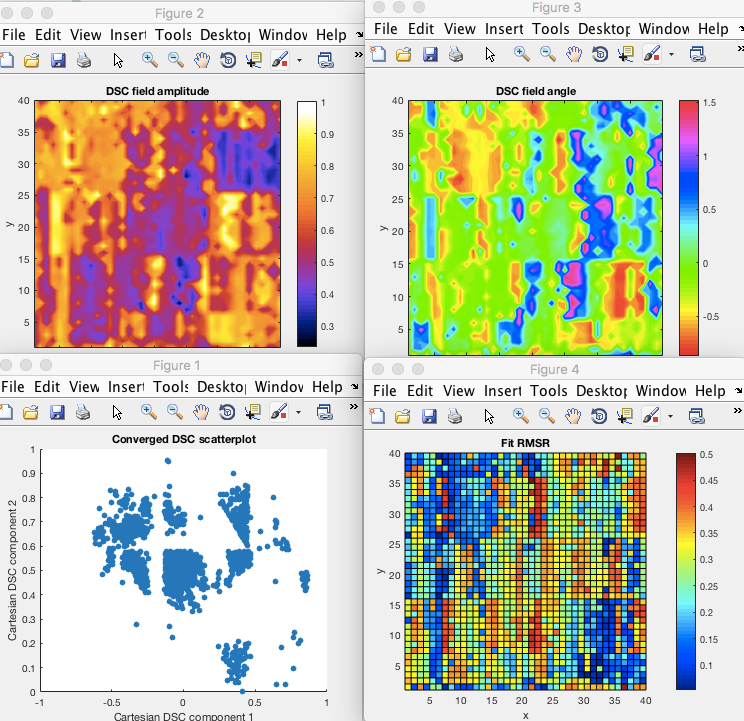 Figure 2
File Edit View Insert Tools Desktop Window Help
DSC field amplitude
40
35
30
25
20
15
10
5
y
1
0.9
0.8
0.7
0.6
0.5
0.4
0.3
Figure 3
File Edit View Insert Tools Desktop Window Help
DSC field angle
40
35
30
25
20
15
10
5
y
1.5
1
0.5
0
-0.5
Figure 1
File Edit View Insert Tools Desktop Window Help
Converged DSC scatterplot
Cartesian DSC component 2
1
0.9
0.8
0.7
0.6
0.5
0.4
0.3
0.2
0.1
0
-1 -0.5 0 0.5 1
Cartesian DSC component 1
Figure 4
File Edit View Insert Tools Desktop Window Help
Fit RMSR
40
35
30
25
20
15
10
5
y
5 10 15 20 25 30 35 40
x
0.5
0.45
0.4
0.35
0.3
0.25
0.2
0.15
0.1